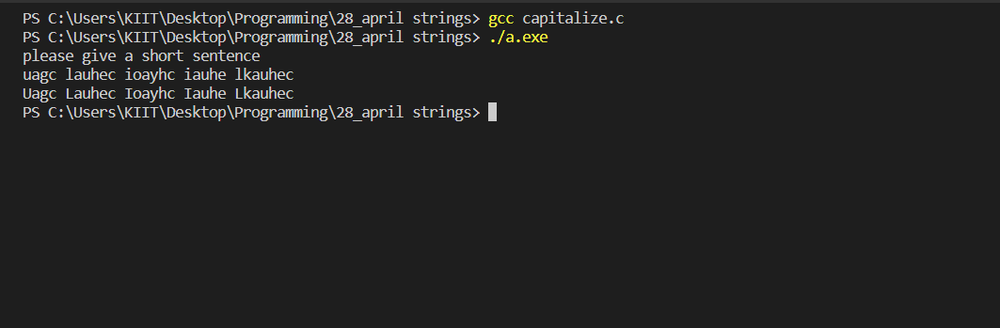 PS C:\Users\KIIT\Desktop\Programming\28_april strings> gcc capitalize.c
PS C:\Users\KIIT\Desktop\Programming\28_april strings> ./a.exe
please give a short sentence
uagc lauhec ioayhc iauhe lkauhec
Uagc Lauhec Ioayhc Iauhe Lkauhec
PS C:\Users\KIIT\Desktop\Programming\28_april strings>